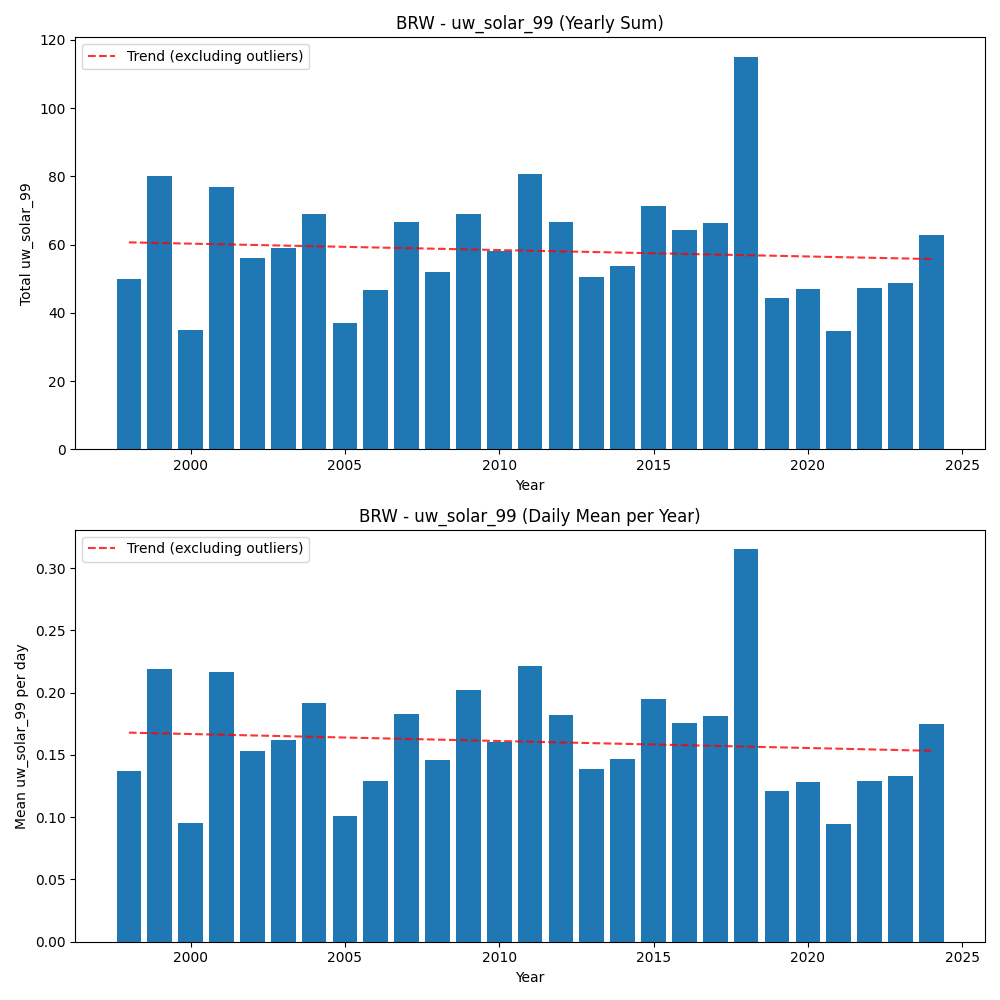 BRW - uw_solar_99 (Yearly Sum)
Trend (excluding outliers)
Total uw_solar_99
120
100
80
60
40
20
0
2000 2005 2010 2015 2020 2025
Year
BRW - uw_solar_99 (Daily Mean per Year)
Trend (excluding outliers)
Mean uw_solar_99 per day
0.30
0.25
0.20
0.15
0.10
0.05
0.00
2000 2005 2010 2015 2020 2025
Year